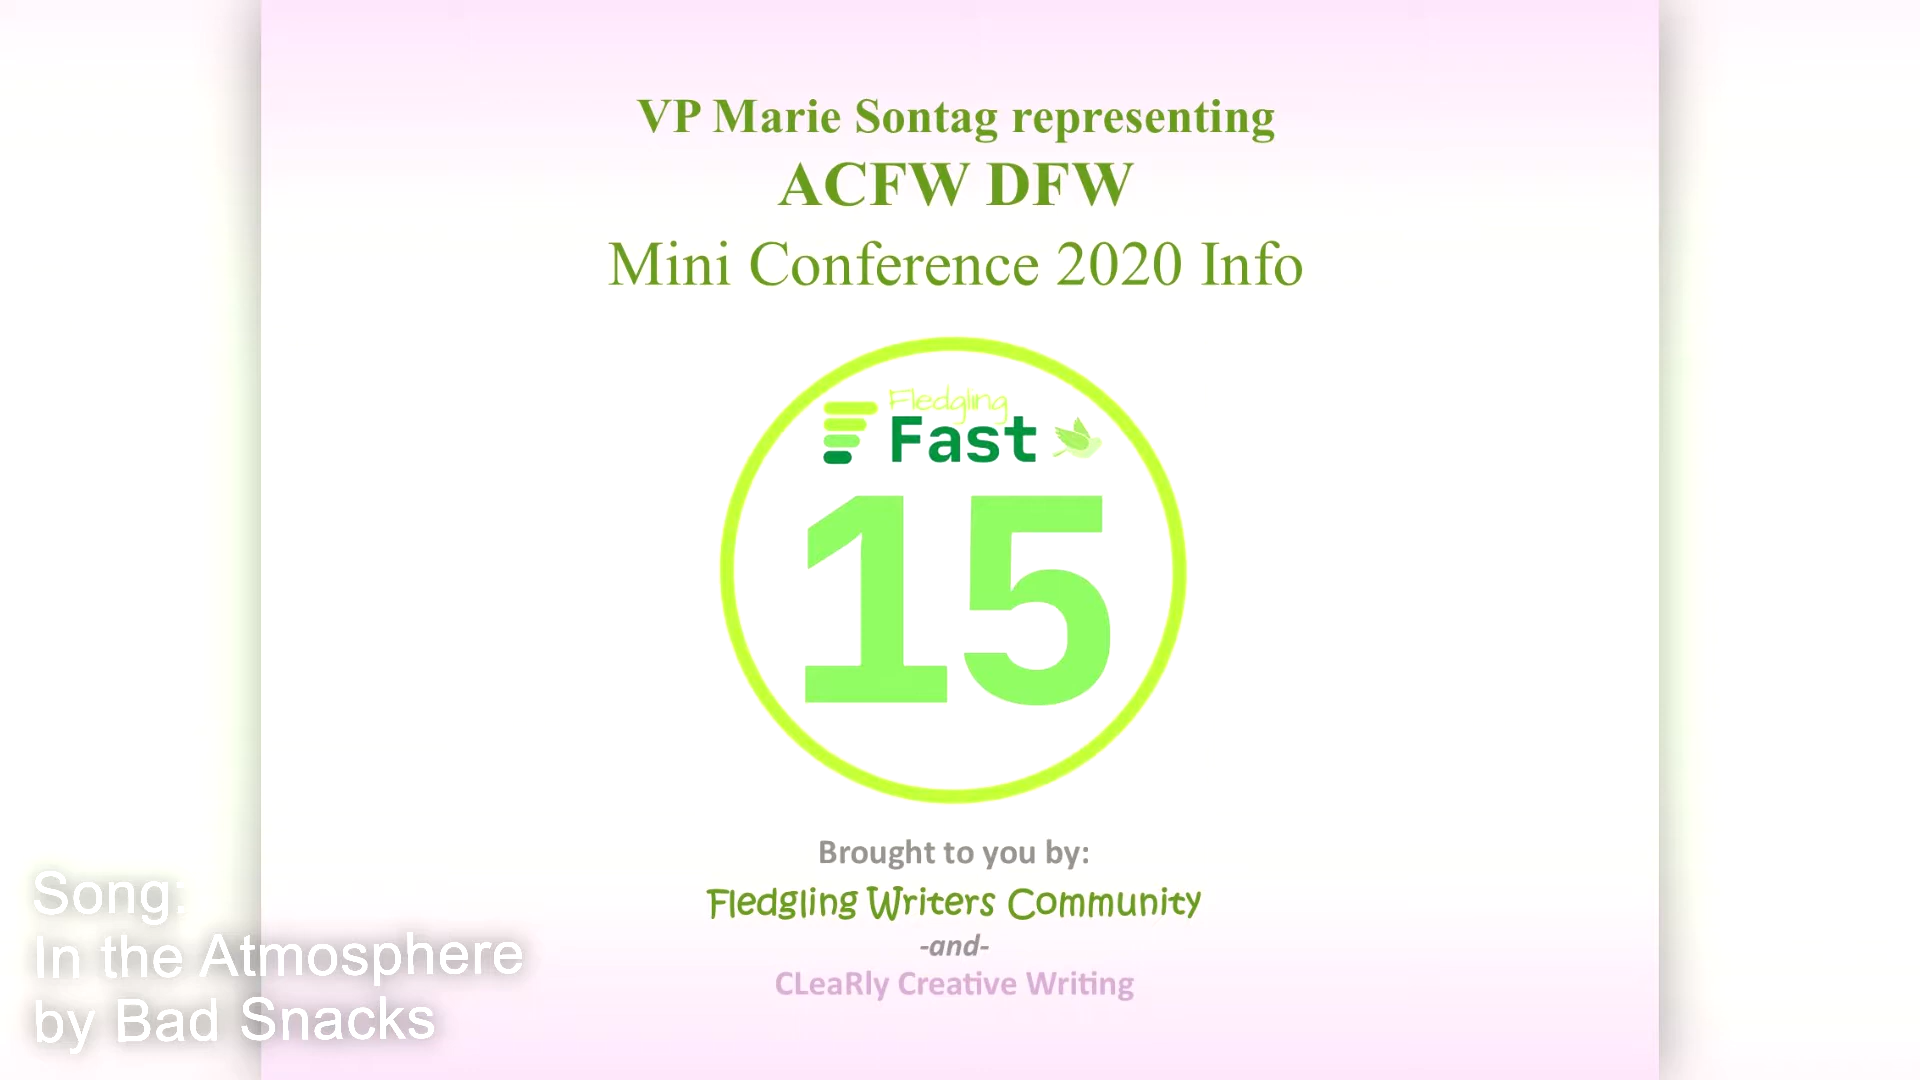 VP Marie Sontag representing
ACFW DFW
Mini Conference 2020 Info
Fledgling
Fast
15
Brought to you by:
Fledgling Writers Community
-and-
CLeaRly Creative Writing
Song:
In the Atmosphere
by Bad Snacks